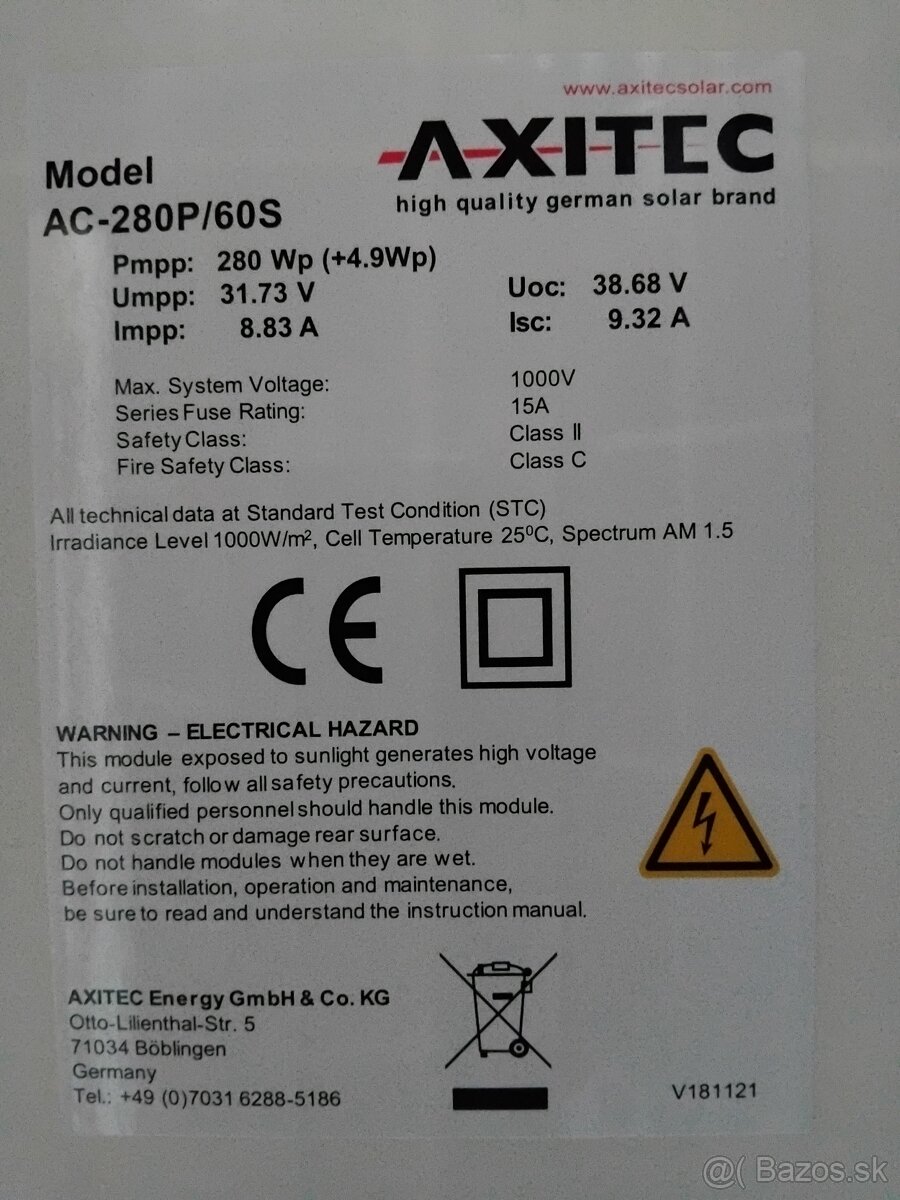 www.axitecsolar.com
AXITEC
high quality german solar brand
Model
AC-280P/60S
Pmpp: 280 Wp (+4.9Wp)
Umpp: 31.73 V Uoc: 38.68 V
Impp: 8.83 A Isc: 9.32 A
Max. System Voltage: 1000V
Series Fuse Rating: 15A
Safety Class: Class II
Fire Safety Class: Class C
All technical data at Standard Test Condition (STC)
Irradiance Level 1000W/m², Cell Temperature 25⁰C, Spectrum AM 1.5
CE
WARNING – ELECTRICAL HAZARD
This module exposed to sunlight generates high voltage
and current, follow all safety precautions.
Only qualified personnel should handle this module.
Do not scratch or damage rear surface.
Do not handle modules when they are wet.
Before installation, operation and maintenance,
be sure to read and understand the instruction manual.
AXITEC Energy GmbH & Co. KG
Otto-Lilienthal-Str. 5
71034 Böblingen
Germany
Tel.: +49 (0)7031 6288-5186
V181121
@( Bazos.sk